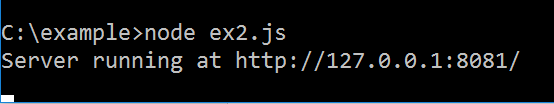 C:\example>node ex2.js
Server running at http://127.0.0.1:8081/